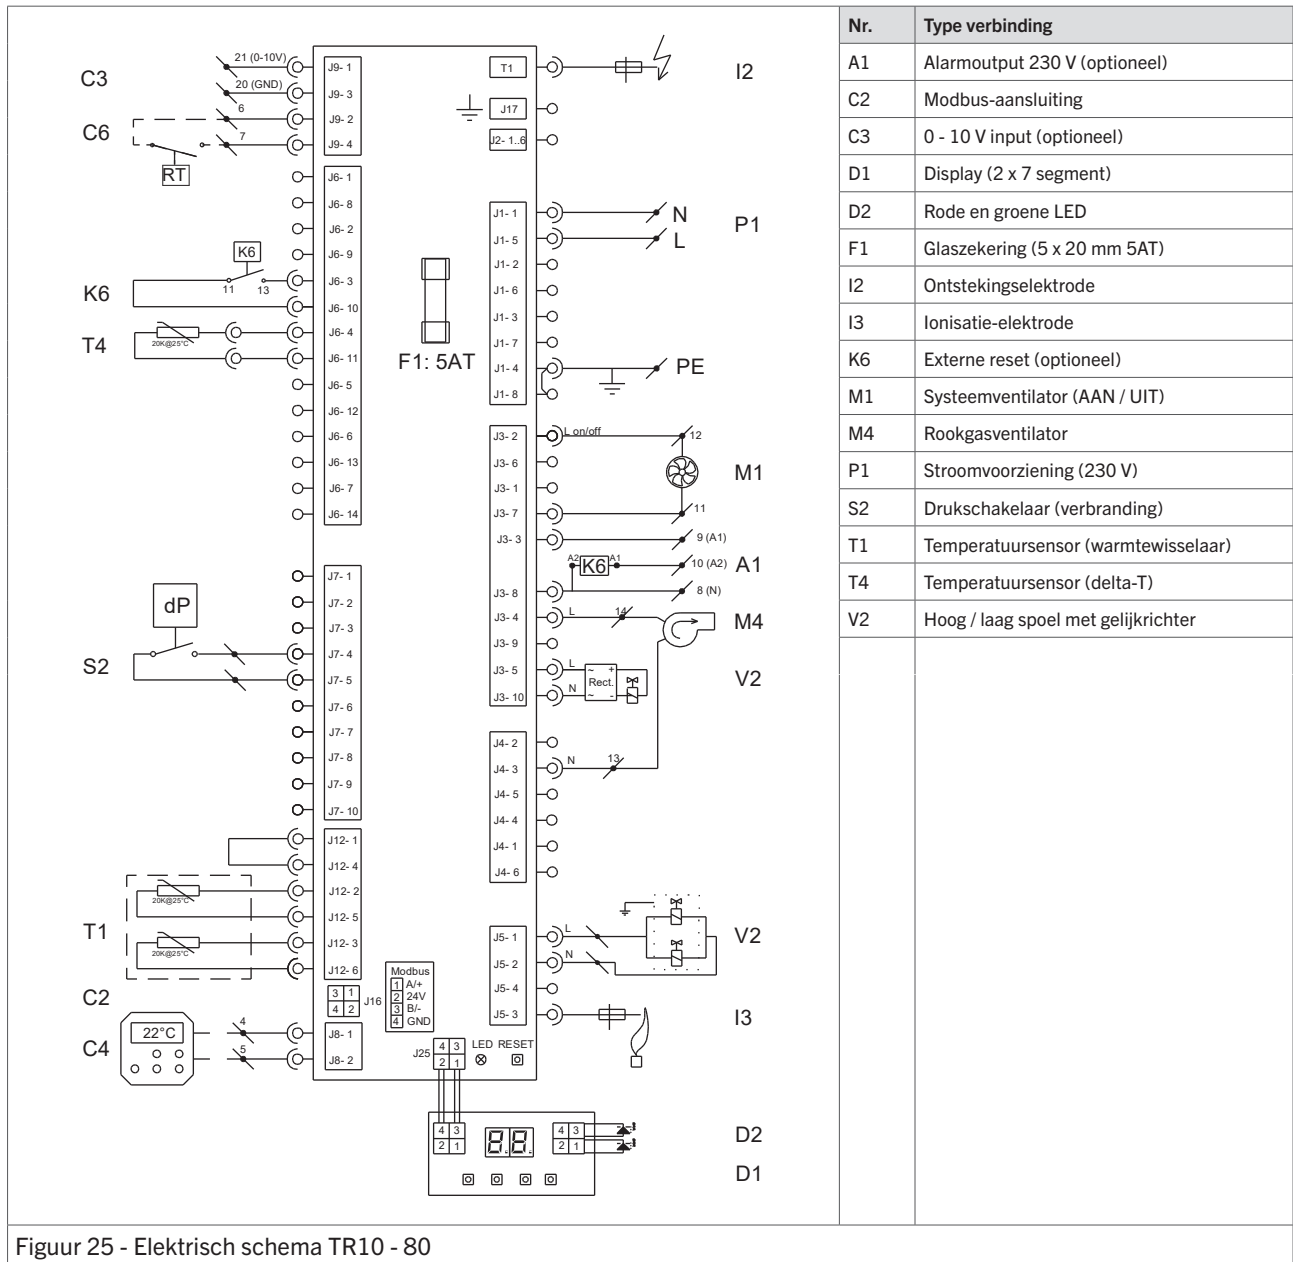 Nr. Type verbinding
A1 Alarmoutput 230 V (optioneel)
C2 Modbus-aansluiting
C3 0 - 10 V input (optioneel)
D1 Display (2 x 7 segment)
D2 Rode en groene LED
F1 Glaszekering (5 x 20 mm 5AT)
I2 Ontstekingselektrode
I3 Ionisatie-elektrode
K6 Externe reset (optioneel)
M1 Systeemventilator (AAN / UIT)
M4 Rookgasventilator
P1 Stroomvoorziening (230 V)
S2 Drukschakelaar (verbranding)
T1 Temperatuursensor (warmtewisselaar)
T4 Temperatuursensor (delta-T)
V2 Hoog / laag spoel met gelijkrichter
C3
21 (0-10V)
20 (GND)
C6
6
7
RT
J9- 1
J9- 3
J9- 2
J9- 4
J6- 1
J6- 8
J6- 2
J6- 9
J6- 3
J6- 10
J6- 4
J6- 11
J6- 5
J6- 12
J6- 6
J6- 13
J6- 7
J6- 14
K6
K6
11 13
T4
20K@25°C
S2
dP
J7- 1
J7- 2
J7- 3
J7- 4
J7- 5
J7- 6
J7- 7
J7- 8
J7- 9
J7- 10
J12- 1
J12- 4
J12- 2
J12- 5
J12- 3
J12- 6
T1
20K@25°C
20K@25°C
C2
3 1
4 2
J16
Modbus
1 A/+
2 24V
3 B/-
4 GND
C4
22°C
4
5
J8- 1
J8- 2
F1: 5AT
T1
I2
J17
J2- 1..6
J1- 1
J1- 5
J1- 2
J1- 6
J1- 3
J1- 7
J1- 4
J1- 8
N
L
P1
PE
J3- 2
J3- 6
J3- 1
J3- 7
J3- 3
J3- 8
J3- 4
J3- 9
J3- 5
J3- 10
L on/off
12
M1
11
9 (A1)
A2 K6 A1
10 (A2)
A1
8 (N)
L
14
M4
L
N
~ +
Rect.
~ -
V2
J4- 2
J4- 3
J4- 5
J4- 4
J4- 1
J4- 6
N
13
J5- 1
J5- 2
J5- 4
J5- 3
L
N
V2
I3
J25
4 3
2 1
LED RESET
4 3
2 1
88
4 3
2 1
D2
D1
Figuur 25 - Elektrisch schema TR10 - 80